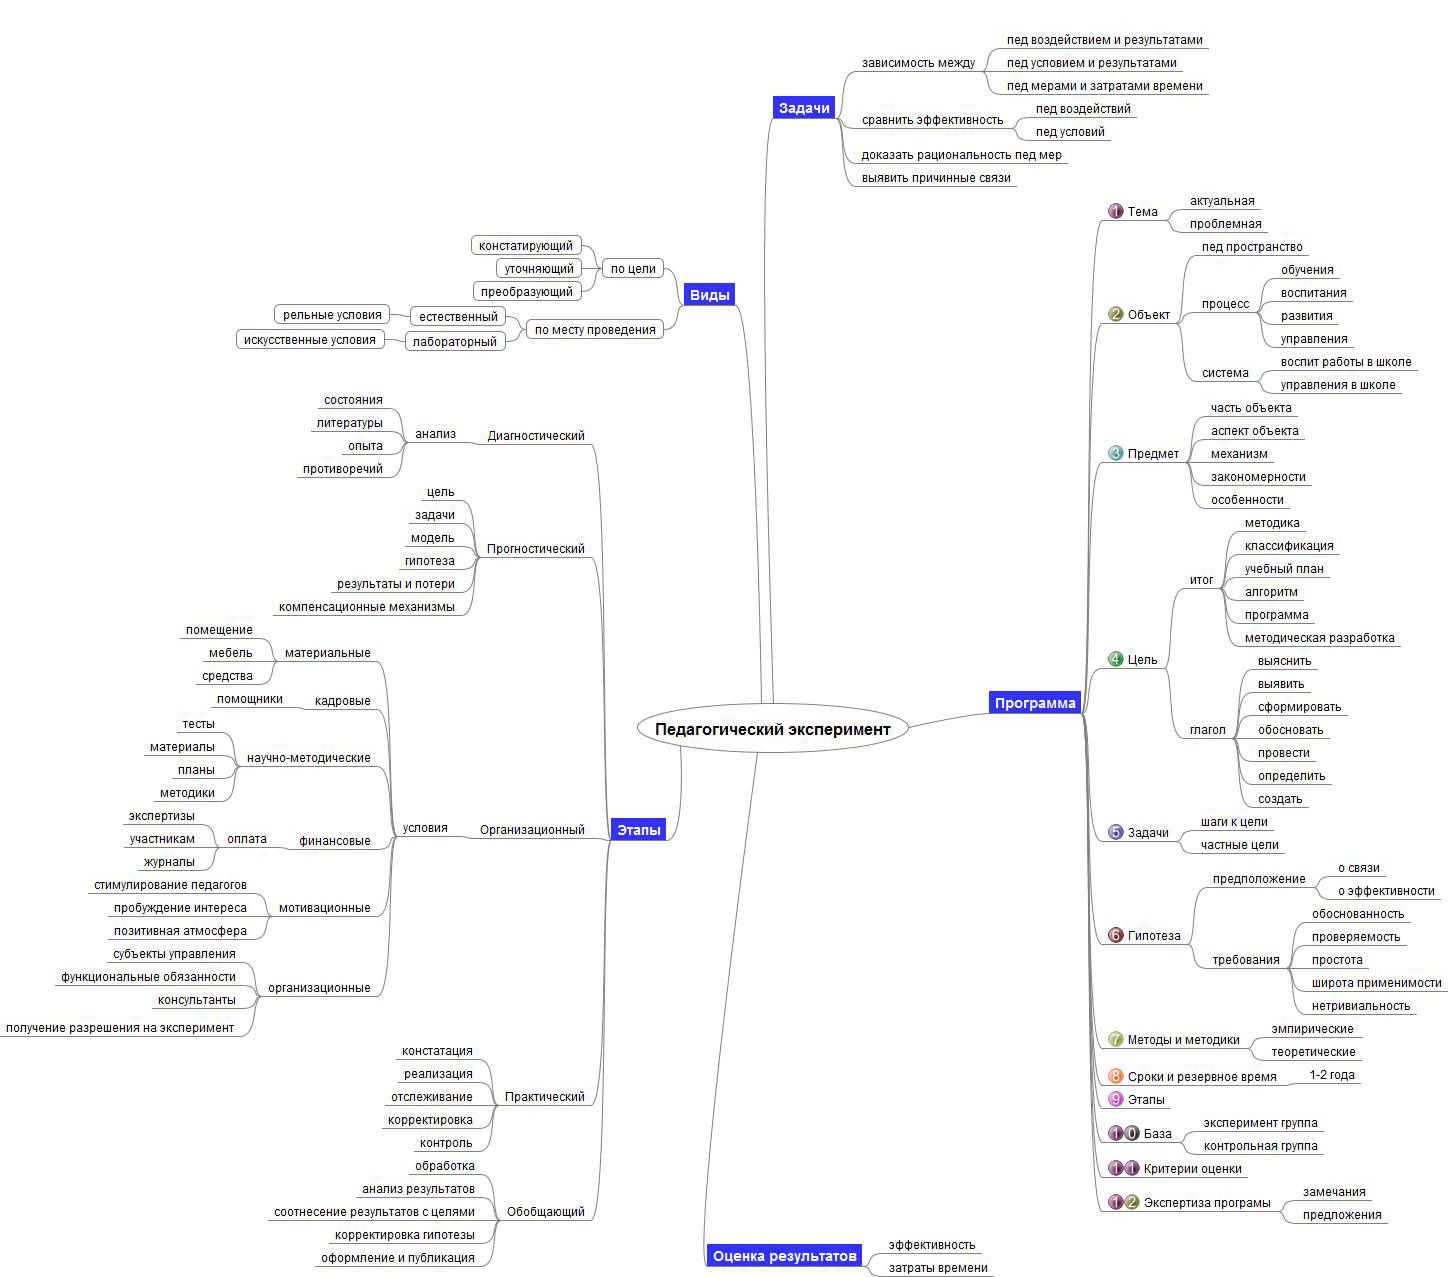 Педагогический эксперимент
Задачи
зависимость между
пед воздействием и результатами
пед условием и результатами
пед мерами и затратами времени
сравнить эффективность
пед воздействий
пед условий
доказать рациональность пед мер
выявить причинные связи
Программа
1 Тема
актуальная
проблемная
2 Объект
пед пространство
процесс
обучения
воспитания
развития
управления
система
воспит работы в школе
управления в школе
3 Предмет
часть объекта
аспект объекта
механизм
закономерности
особенности
4 Цель
итог
методика
классификация
учебный план
алгоритм
программа
методическая разработка
глагол
выяснить
выявить
сформировать
обосновать
провести
определить
создать
5 Задачи
шаги к цели
частные цели
6 Гипотеза
предположение
о связи
о эффективности
требования
обоснованность
проверяемость
простота
широта применимости
нетривиальность
7 Методы и методики
эмпирические
теоретические
8 Сроки и резервное время
1-2 года
9 Этапы
10 База
эксперимент группа
контрольная группа
11 Критерии оценки
12 Экспертиза програмы
замечания
предложения
Виды
по цели
констатирующий
уточняющий
преобразующий
по месту проведения
естественный
рельные условия
лабораторный
искусственные условия
Этапы
Диагностический
анализ
состояния
литературы
опыта
противоречий
Прогностический
цель
задачи
модель
гипотеза
результаты и потери
компенсационные механизмы
Организационный
условия
материальные
помещение
мебель
средства
кадровые
помощники
научно-методические
тесты
материалы
планы
методики
финансовые
оплата
экспертизы
участникам
журналы
мотивационные
стимулирование педагогов
пробуждение интереса
позитивная атмосфера
организационные
субъекты управления
функциональные обязанности
консультанты
получение разрешения на эксперимент
Практический
констатация
реализация
отслеживание
корректировка
контроль
Обобщающий
обработка
анализ результатов
соотнесение результатов с целями
корректировка гипотезы
оформление и публикация
Оценка результатов
эффективность
затраты времени